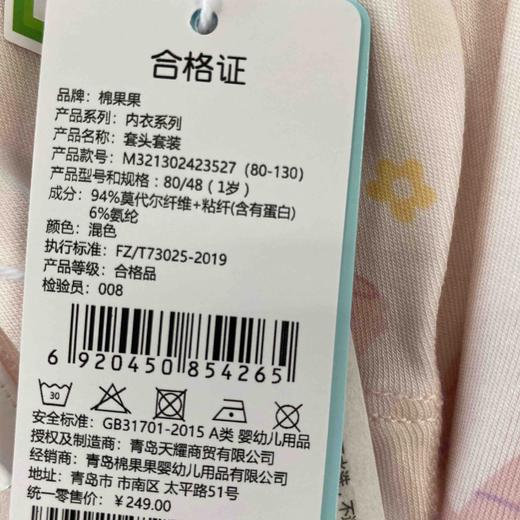 合格证
品牌: 棉果果
产品系列: 内衣系列
产品名称: 套头套装
产品款号: M321302423527 (80-130)
产品型号和规格: 80/48 (1岁)
成分: 94%莫代尔纤维+粘纤(含有蛋白)
6%氨纶
颜色: 混色
执行标准: FZ/T73025-2019
产品等级: 合格品
检验员: 008
6 920450 854265
30
安全标准: GB31701-2015 A类 婴幼儿用品
授权及制造商: 青岛天耀商贸有限公司
经销商: 青岛棉果果婴幼儿用品有限公司
地址: 青岛市 市南区 太平路51号
统一零售价: ¥249.00